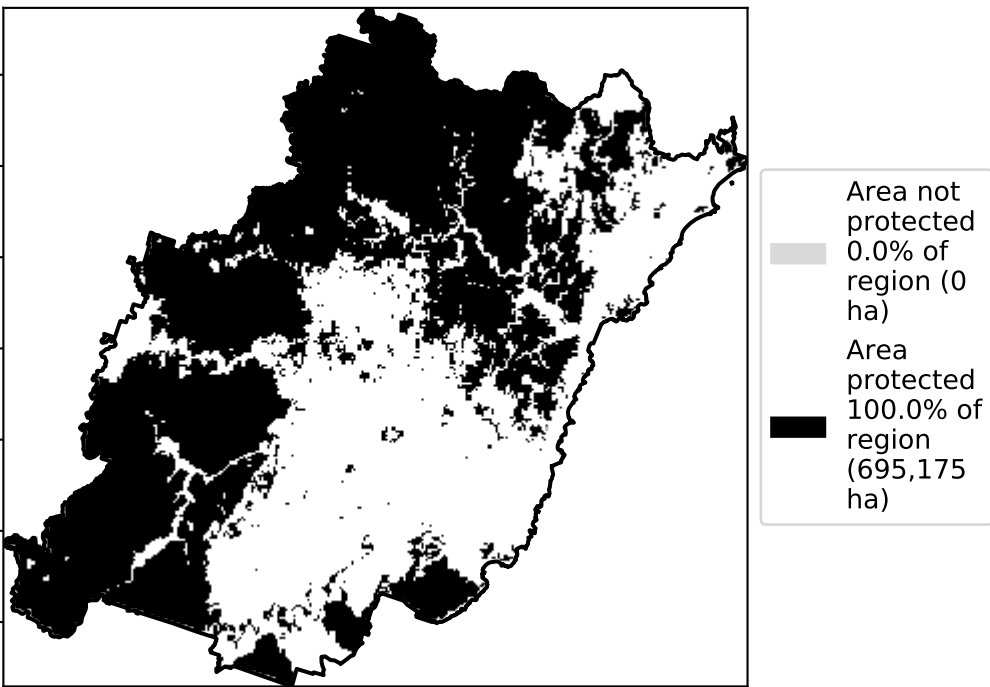 Area not
protected
0.0% of
region (0
ha)
Area
protected
100.0% of
region
(695,175
ha)